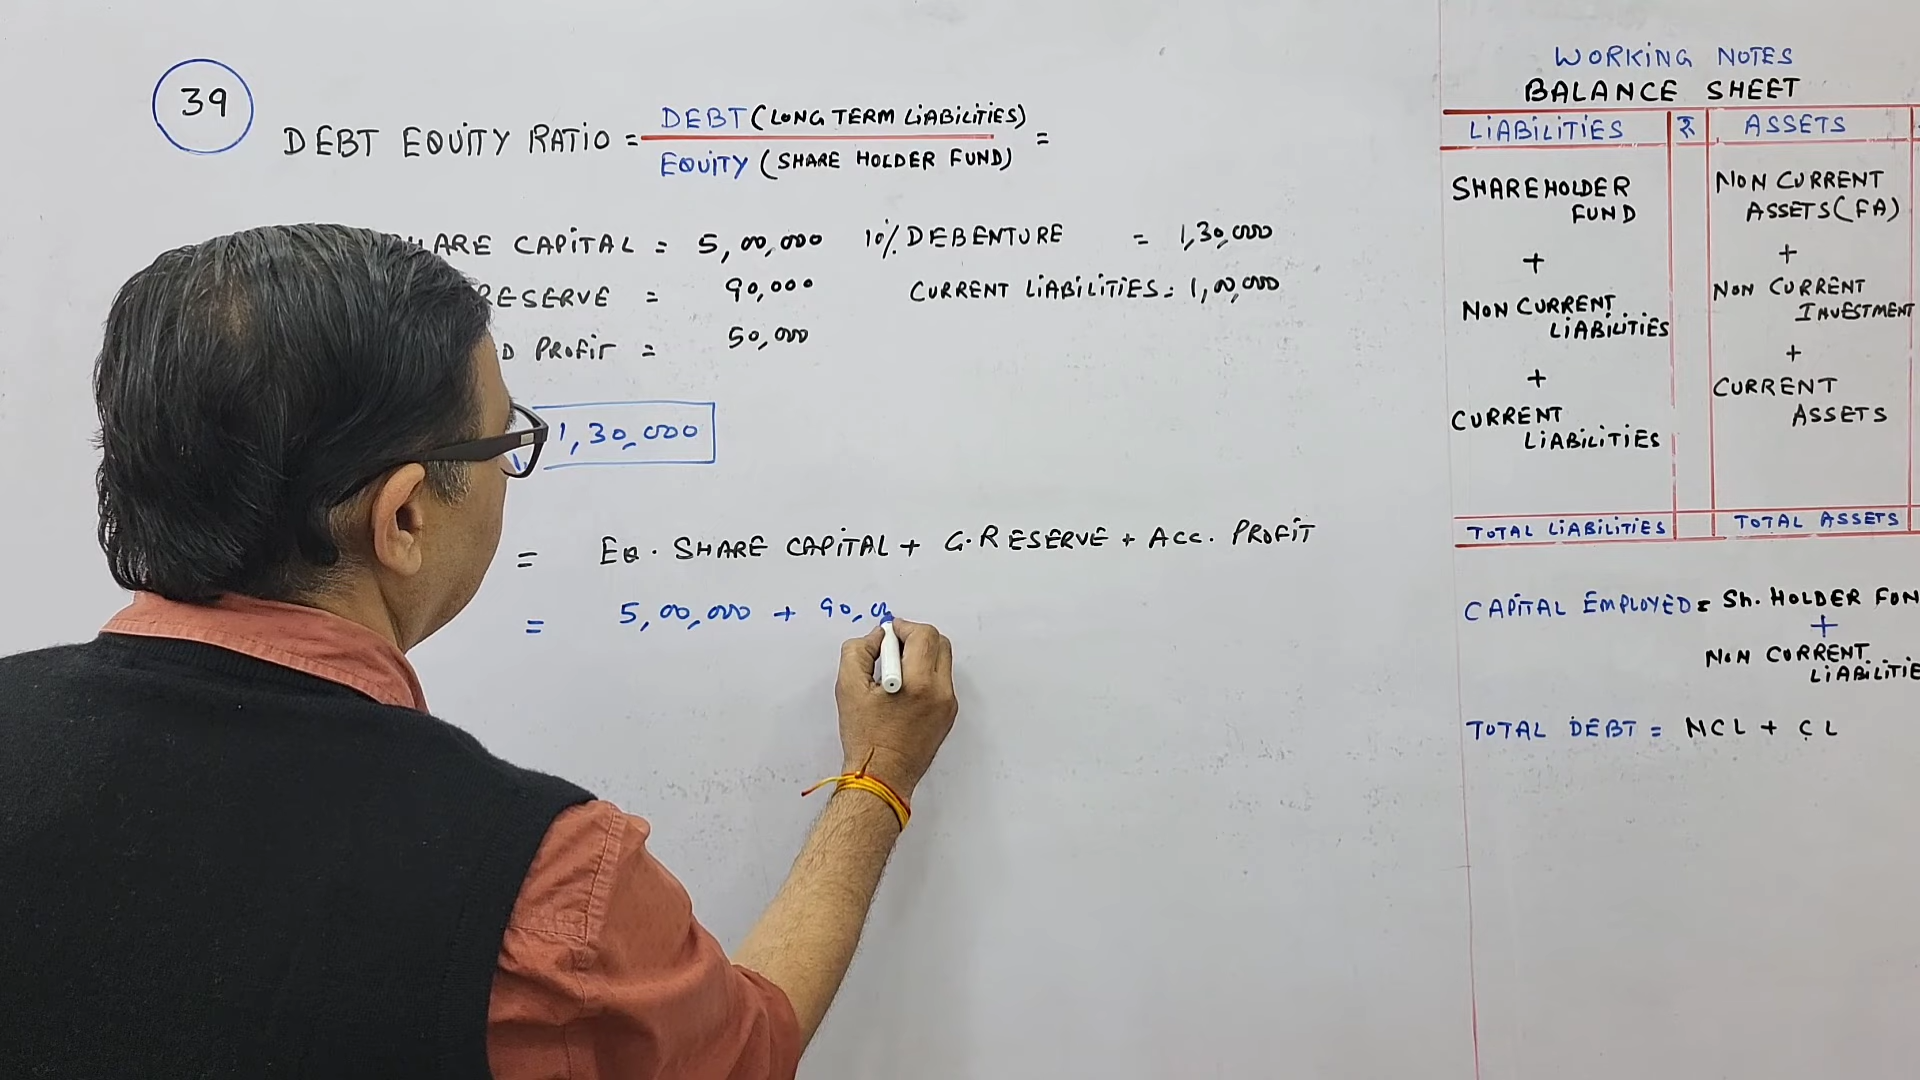 39
DEBT EQUITY RATIO = DEBT (LONG TERM LIABILITIES) =
EQUITY (SHARE HOLDER FUND)
SHARE CAPITAL = 5,00,000 10% DEBENTURE = 1,30,000
RESERVE = 90,000 CURRENT LIABILITIES = 1,00,000
PROFIT = 50,000
1,30,000
= EQ. SHARE CAPITAL + G.RESERVE + ACC. PROFIT
= 5,00,000 + 90,00
WORKING NOTES
BALANCE SHEET
LIABILITIES ₹ ASSETS
SHAREHOLDER FUND
+
NON CURRENT LIABILITIES
+
CURRENT LIABILITIES
TOTAL LIABILITIES
NON CURRENT ASSETS (FA)
+
NON CURRENT INVESTMENT
+
CURRENT ASSETS
TOTAL ASSETS
CAPITAL EMPLOYED = SH. HOLDER FUN
+
NON CURRENT
LIABILITIE
TOTAL DEBT = NCL + CL